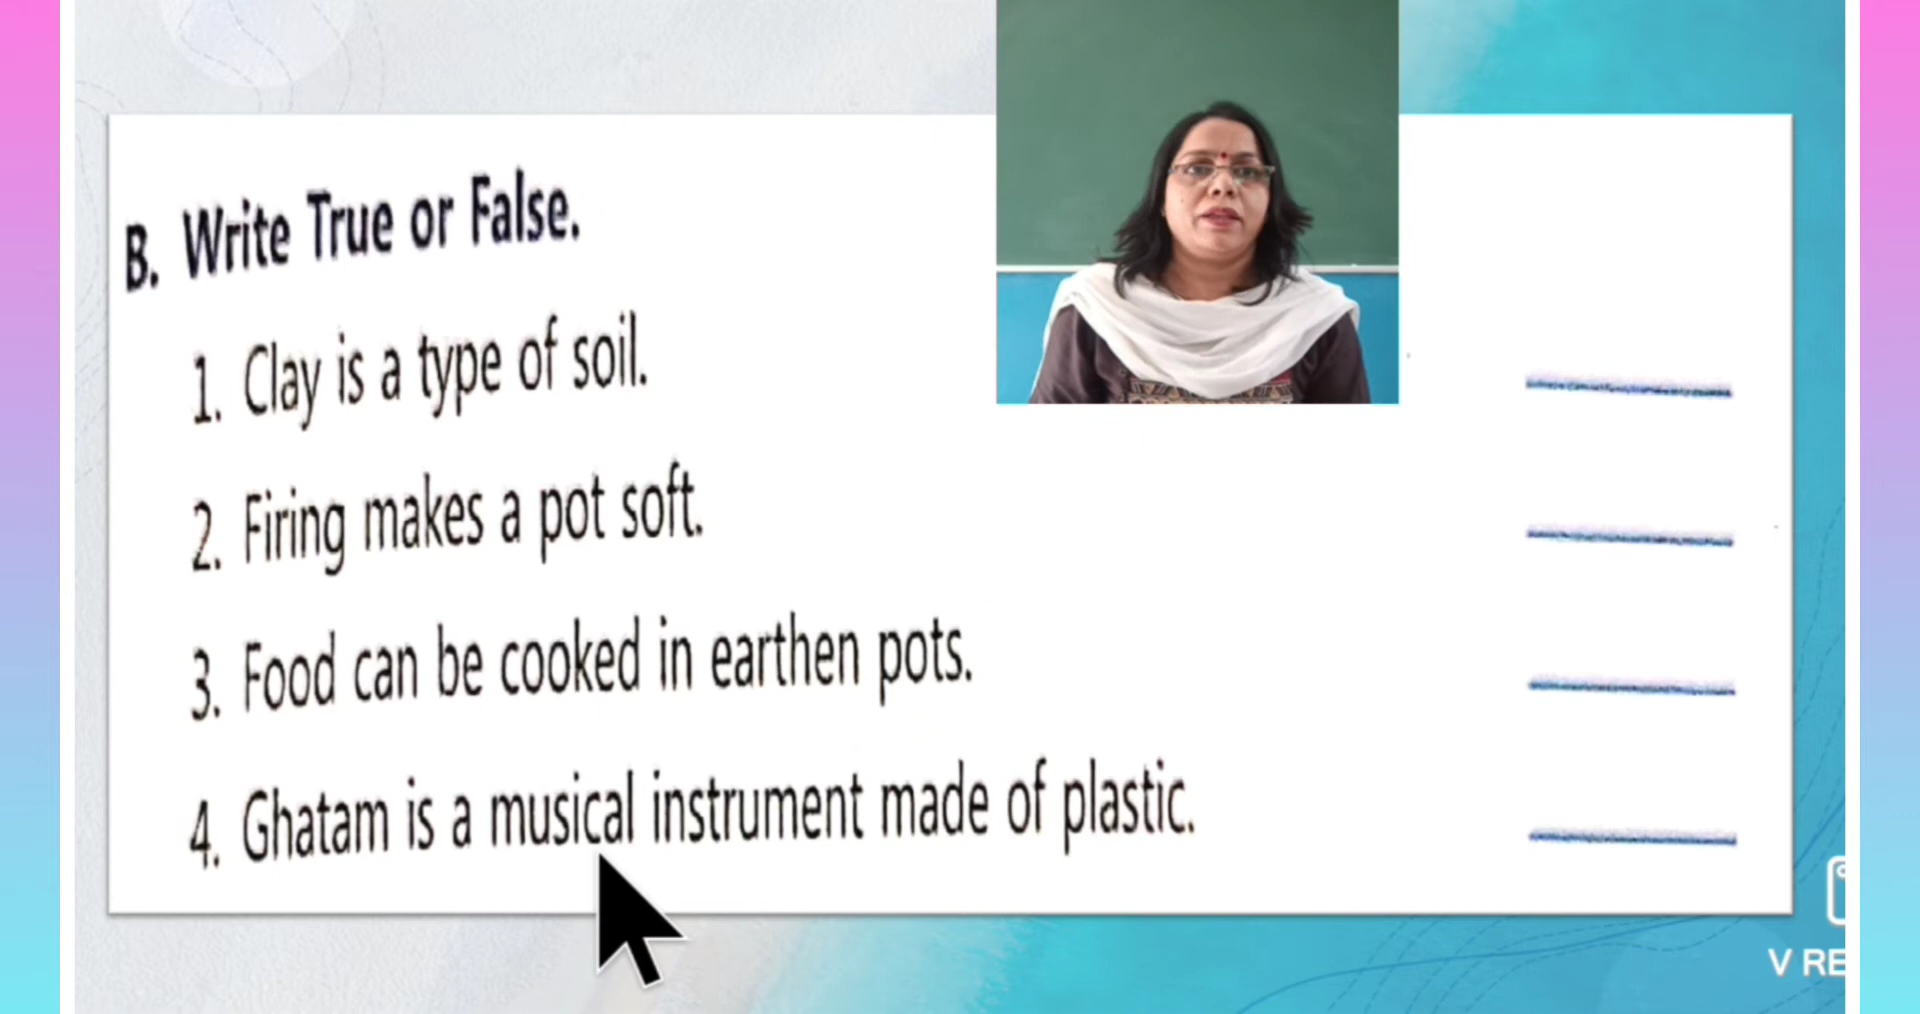 B. Write True or False.
1. Clay is a type of soil.
2. Firing makes a pot soft.
3. Food can be cooked in earthen pots.
4. Ghatam is a musical instrument made of plastic.
V RE